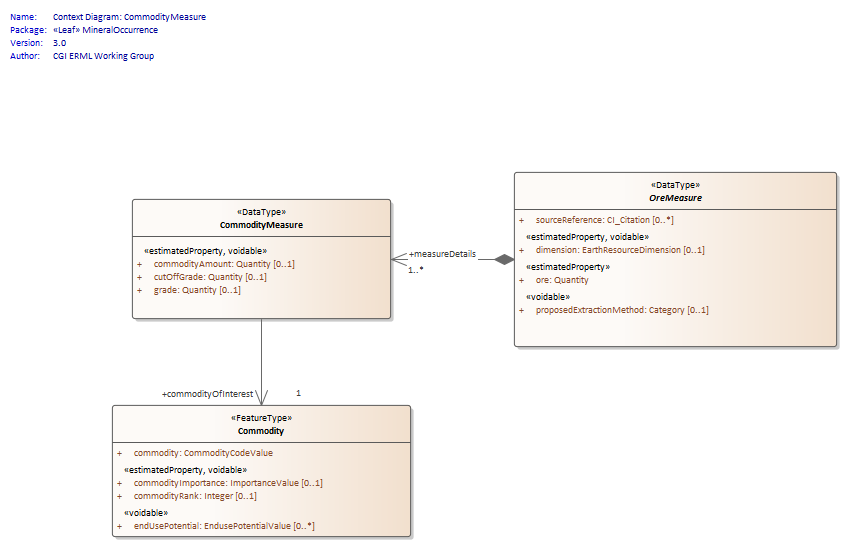 Name: Context Diagram: CommodityMeasure
Package: «Leaf» MineralOccurrence
Version: 3.0
Author: CGI ERML Working Group
«DataType»
OreMeasure
+ sourceReference: CI_Citation [0..*]
«estimatedProperty, voidable»
+ dimension: EarthResourceDimension [0..1]
«estimatedProperty»
+ ore: Quantity
«voidable»
+ proposedExtractionMethod: Category [0..1]
«DataType»
CommodityMeasure
«estimatedProperty, voidable»
+ commodityAmount: Quantity [0..1]
+ cutOffGrade: Quantity [0..1]
+ grade: Quantity [0..1]
+measureDetails
1..*
+commodityOfInterest 1
«FeatureType»
Commodity
+ commodity: CommodityCodeValue
«estimatedProperty, voidable»
+ commodityImportance: ImportanceValue [0..1]
+ commodityRank: Integer [0..1]
«voidable»
+ endUsePotential: EndusePotentialValue [0..*]